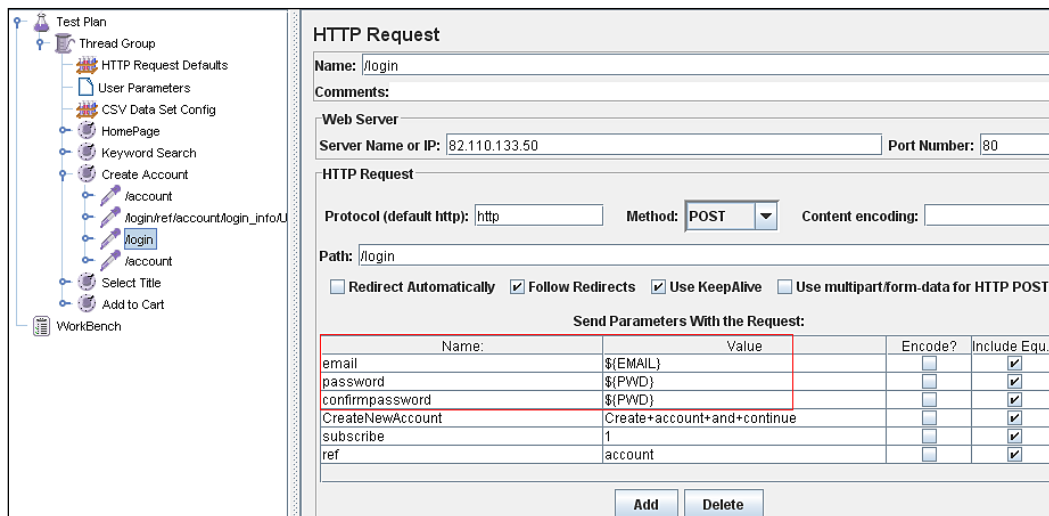 Test Plan
Thread Group
HTTP Request Defaults
User Parameters
CSV Data Set Config
HomePage
Keyword Search
Create Account
/account
/login/ref/account/login_info/U
/login
/account
Select Title
Add to Cart
WorkBench
HTTP Request
Name: /login
Comments:
Web Server
Server Name or IP: 82.110.133.50 Port Number: 80
HTTP Request
Protocol (default http): http Method: POST Content encoding:
Path: /login
Redirect Automatically Follow Redirects Use KeepAlive Use multipart/form-data for HTTP POST
Send Parameters With the Request:
Name: Value Encode? Include Equ.
email ${EMAIL}
password ${PWD}
confirmpassword ${PWD}
CreateNewAccount Create+account+and+continue
subscribe 1
ref account
Add Delete